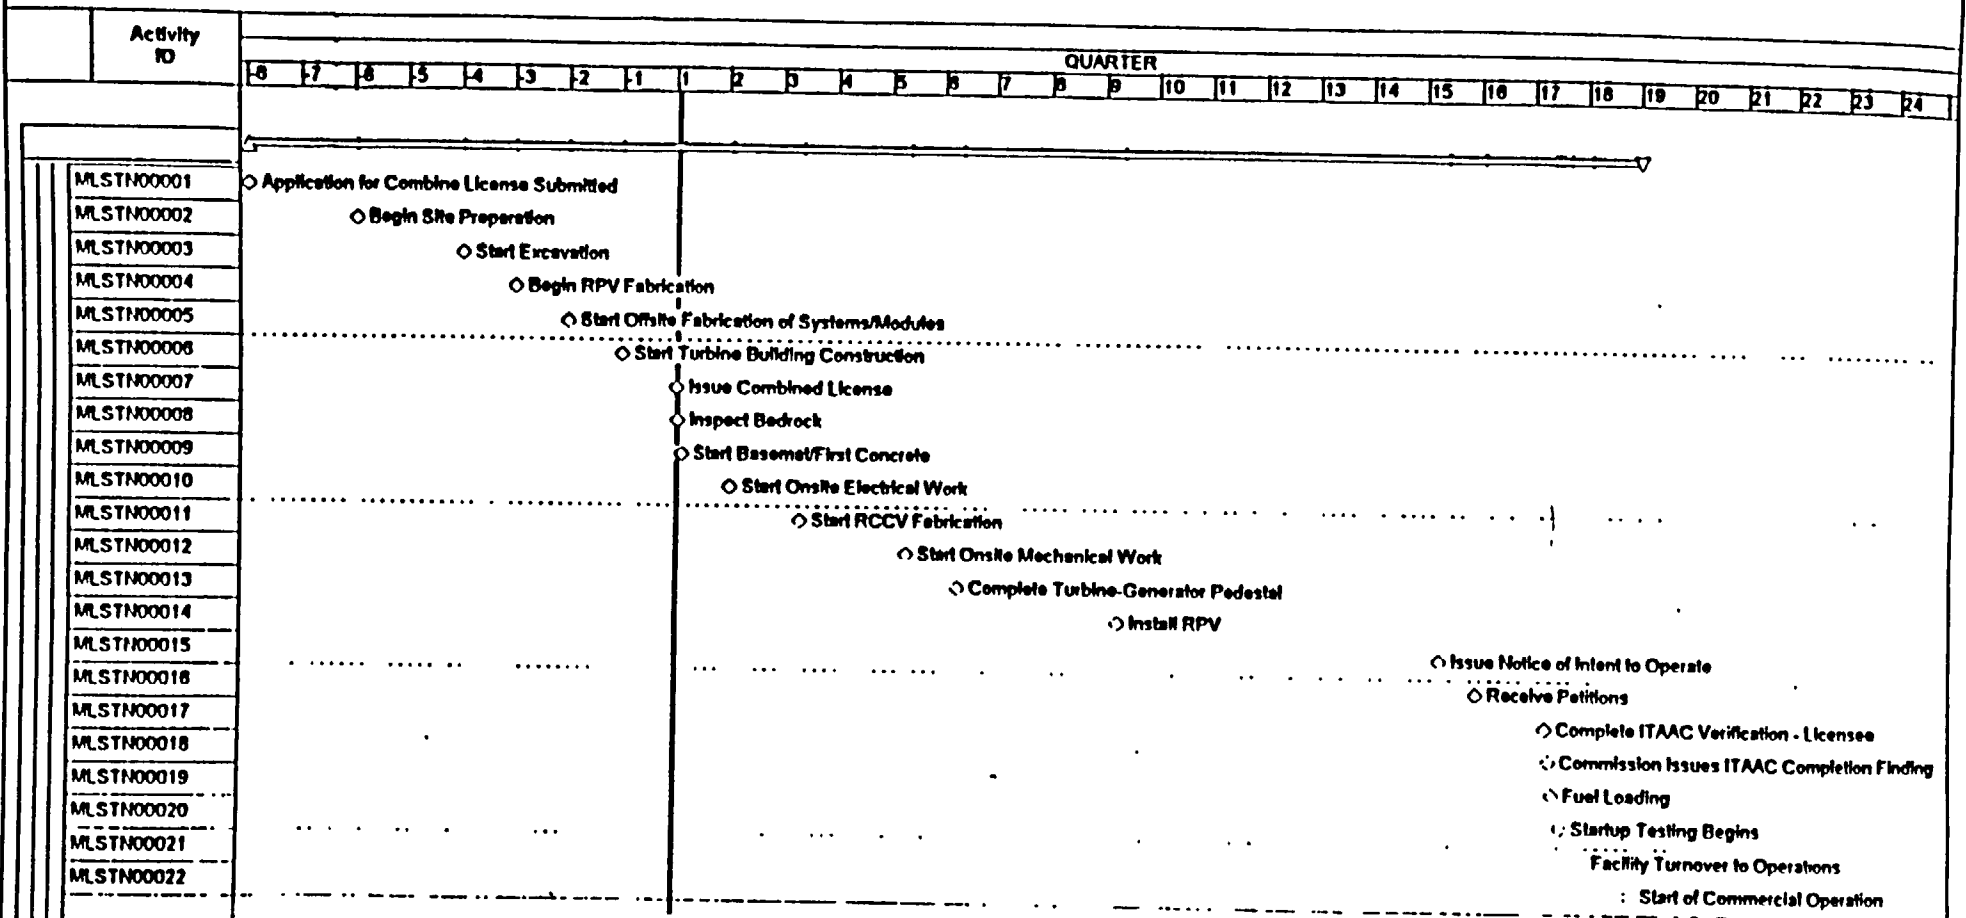 Activity
ID
QUARTER
-8 -7 -6 -5 -4 -3 -2 -1 1 2 3 4 5 6 7 8 9 10 11 12 13 14 15 16 17 18 19 20 21 22 23 24
MLSTN00001 Application for Combine License Submitted
MLSTN00002 Begin Site Preparation
MLSTN00003 Start Excavation
MLSTN00004 Begin RPV Fabrication
MLSTN00005 Start Offsite Fabrication of Systems/Modules
MLSTN00006 Start Turbine Building Construction
MLSTN00007 Issue Combined License
MLSTN00008 Inspect Bedrock
MLSTN00009 Start Basemat/First Concrete
MLSTN00010 Start Onsite Electrical Work
MLSTN00011 Start RCCV Fabrication
MLSTN00012 Start Onsite Mechanical Work
MLSTN00013 Complete Turbine-Generator Pedestal
MLSTN00014 Install RPV
MLSTN00015 Issue Notice of Intent to Operate
MLSTN00016 Receive Petitions
MLSTN00017 Complete ITAAC Verification - Licensee
MLSTN00018 Commission Issues ITAAC Completion Finding
MLSTN00019 Fuel Loading
MLSTN00020 Startup Testing Begins
MLSTN00021 Facility Turnover to Operations
MLSTN00022 Start of Commercial Operation